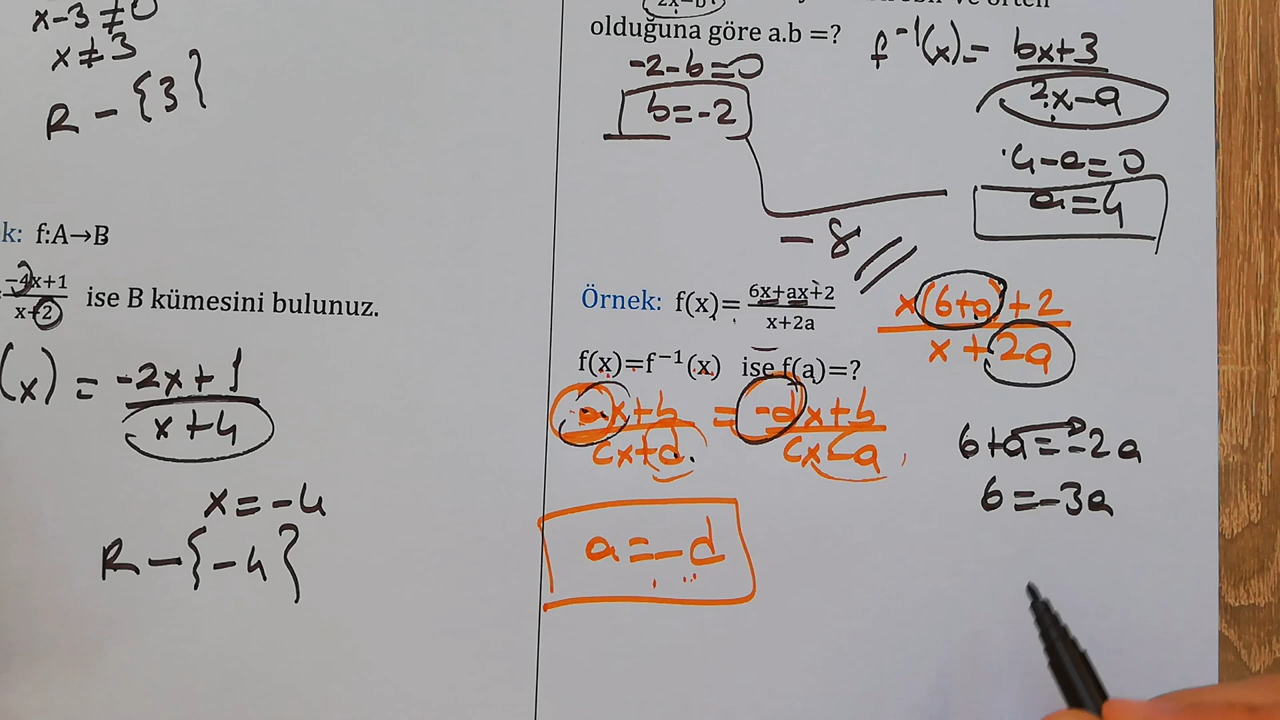 x-3≠0
x≠3
R-{3}
k: f:A→B
-4x+1
x+2
ise B kümesini bulunuz.
(x) = -2x+1
x+4
x=-4
R-{-4}
2x-b
olduğuna göre a.b =?
-2-b=0
b=-2
f⁻¹(x)= bx+3
2x-a
4-a=0
a=4
-8//
Örnek: f(x)= 6x+ax+2
x+2a
x(6+a)+2
x+2a
f(x)=f⁻¹(x) ise f(a)=?
ax+b = -dx+b
cx+d cx-a
a=-d
6+a=-2a
6=-3a